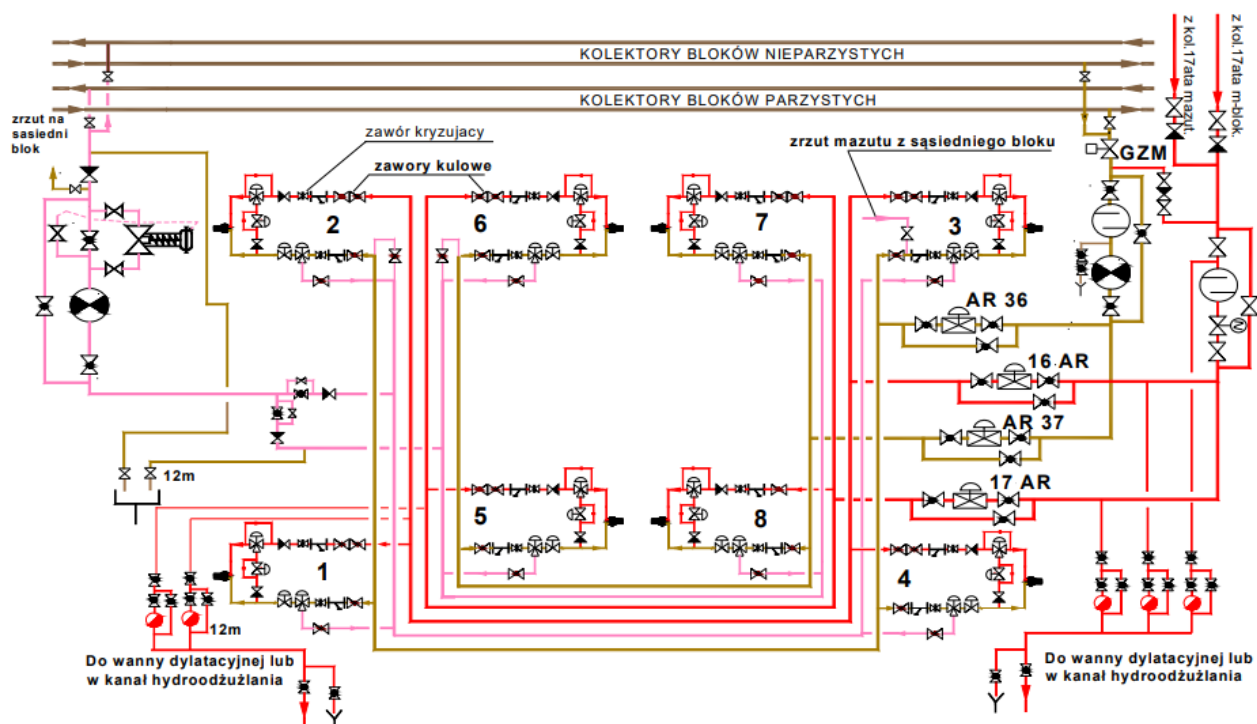 KOLEKTORY BLOKÓW NIEPARZYSTYCH
KOLEKTORY BLOKÓW PARZYSTYCH
z kol.17ata mazut.
z kol.17ata m-blok.
zrzut na
sasiedni
blok
zawór kryzujacy
zawory kulowe
zrzut mazutu z sąsiedniego bloku
GZM
2
6
7
3
AR 36
16 AR
AR 37
17 AR
N
12m
5
8
1
4
12m
Do wanny dylatacyjnej lub
w kanał hydroodżużlania
Do wanny dylatacyjnej lub
w kanał hydroodżużlania